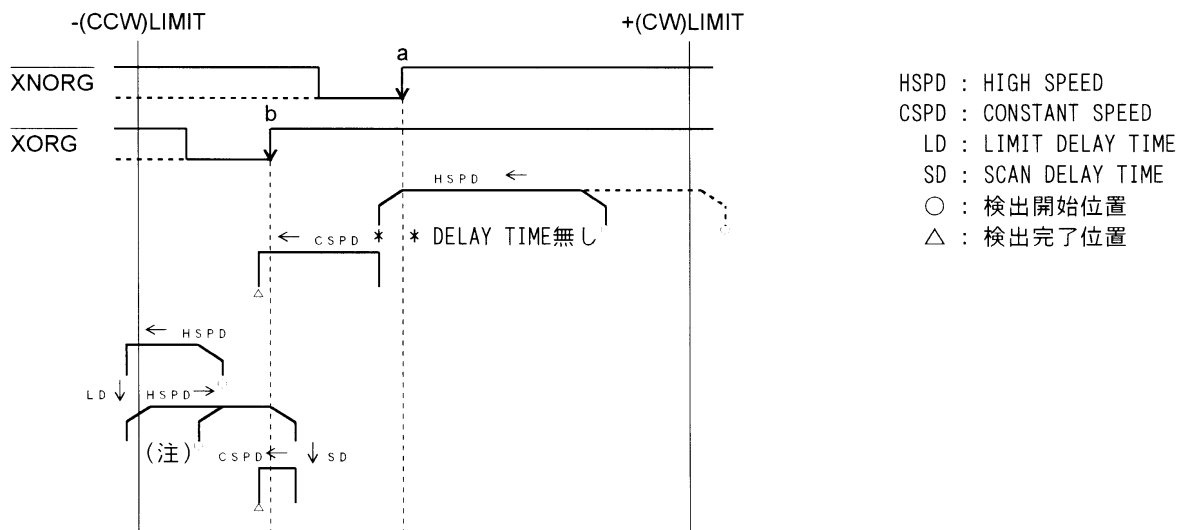 -(CCW)LIMIT
+(CW)LIMIT
XNORG
a
XORG
b
HSPD ←
← CSPD * * DELAY TIME無し
← HSPD
LD ↓ HSPD→
(注) CSPD← ↓ SD
HSPD : HIGH SPEED
CSPD : CONSTANT SPEED
LD : LIMIT DELAY TIME
SD : SCAN DELAY TIME
○ : 検出開始位置
△ : 検出完了位置